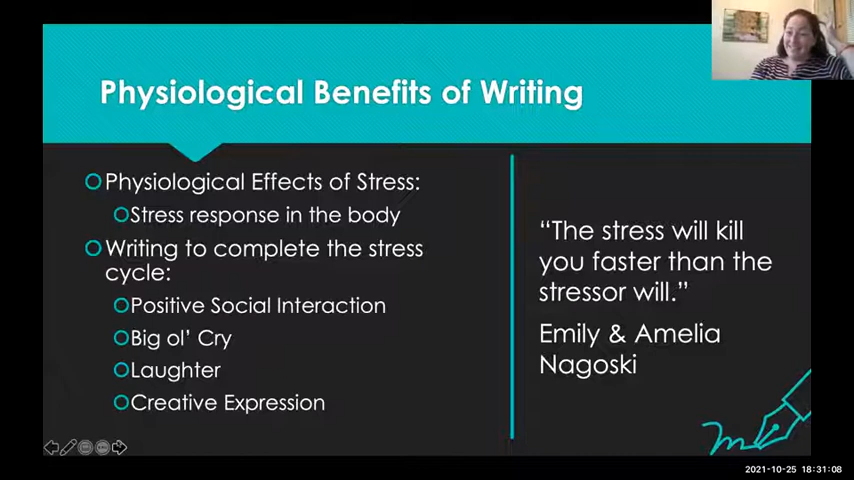 Physiological Benefits of Writing
Physiological Effects of Stress:
Stress response in the body
Writing to complete the stress
cycle:
Positive Social Interaction
Big ol’ Cry
Laughter
Creative Expression
“The stress will kill
you faster than the
stressor will.”
Emily & Amelia
Nagoski
2021-10-25 18:31:08